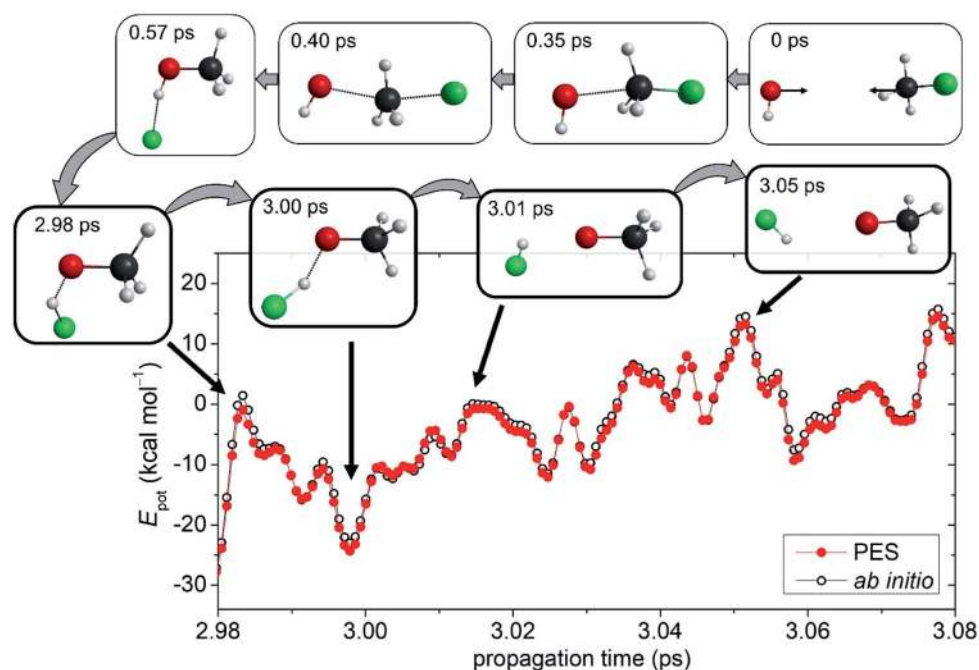 0.57 ps
0.40 ps
0.35 ps
0 ps
2.98 ps
3.00 ps
3.01 ps
3.05 ps
20
10
0
-10
-20
-30
E_pot (kcal mol⁻¹)
PES
ab initio
2.98
3.00
3.02
3.04
3.06
3.08
propagation time (ps)